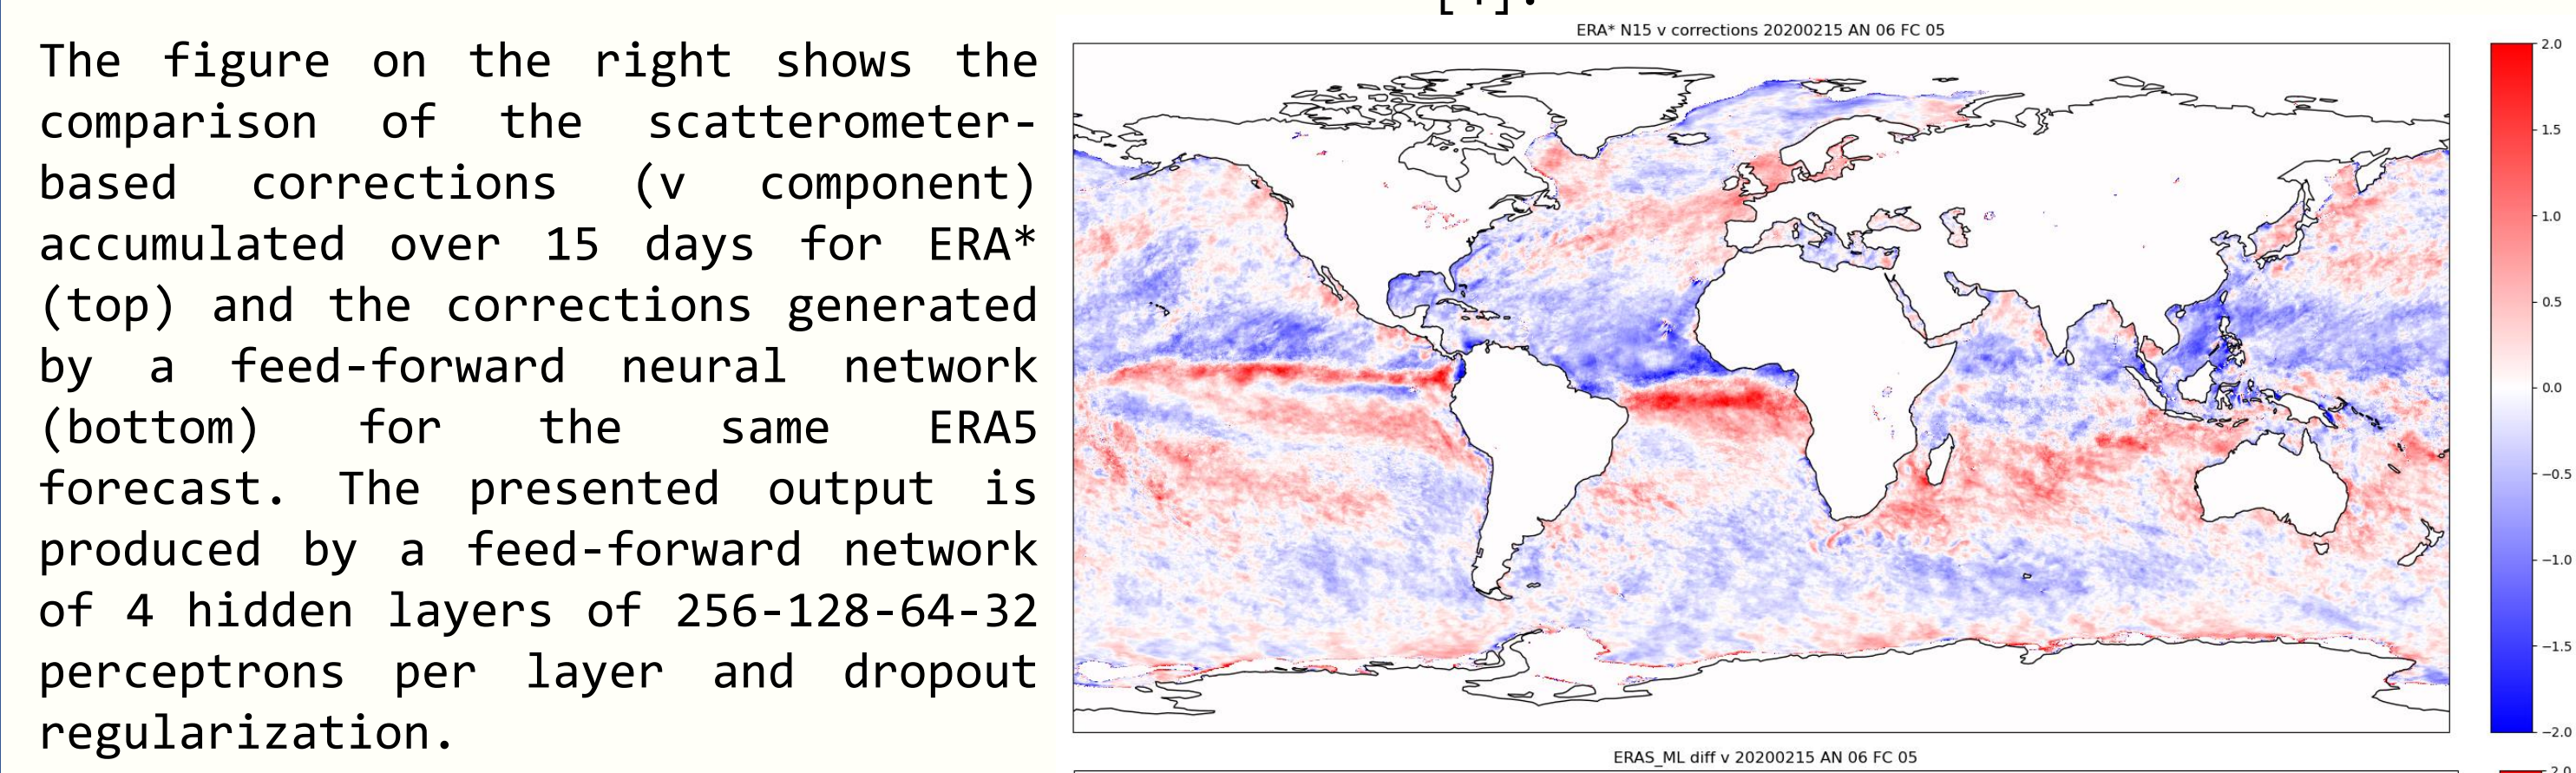 [4].
The figure on the right shows the
comparison of the scatterometer-
based corrections (v component)
accumulated over 15 days for ERA*
(top) and the corrections generated
by a feed-forward neural network
(bottom) for the same ERA5
forecast. The presented output is
produced by a feed-forward network
of 4 hidden layers of 256-128-64-32
perceptrons per layer and dropout
regularization.
ERA* N15 v corrections 20200215 AN 06 FC 05
2.0
1.5
1.0
0.5
0.0
−0.5
−1.0
−1.5
−2.0
ERAS_ML diff v 20200215 AN 06 FC 05
2.0